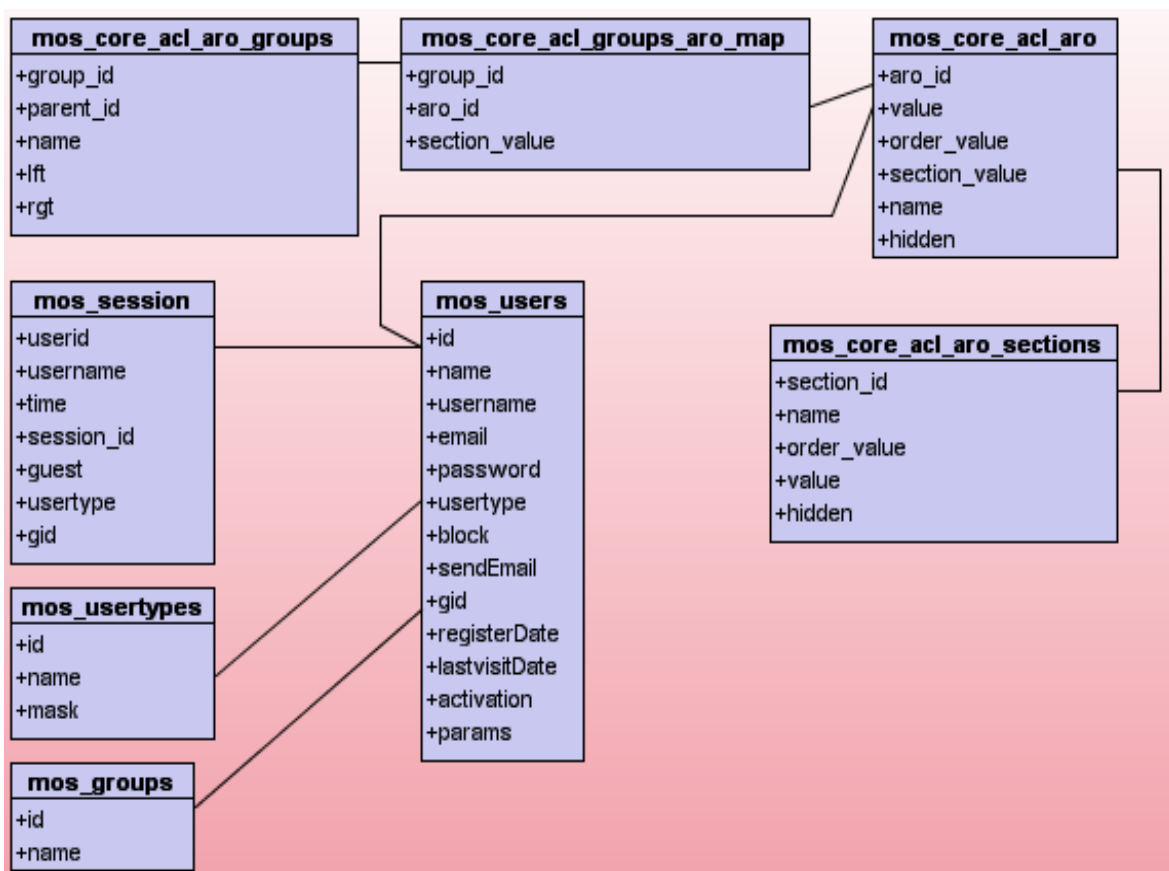 mos_core_acl_aro_groups
+group_id
+parent_id
+name
+lft
+rgt
mos_core_acl_groups_aro_map
+group_id
+aro_id
+section_value
mos_core_acl_aro
+aro_id
+value
+order_value
+section_value
+name
+hidden
mos_session
+userid
+username
+time
+session_id
+guest
+usertype
+gid
mos_users
+id
+name
+username
+email
+password
+usertype
+block
+sendEmail
+gid
+registerDate
+lastvisitDate
+activation
+params
mos_core_acl_aro_sections
+section_id
+name
+order_value
+value
+hidden
mos_usertypes
+id
+name
+mask
mos_groups
+id
+name